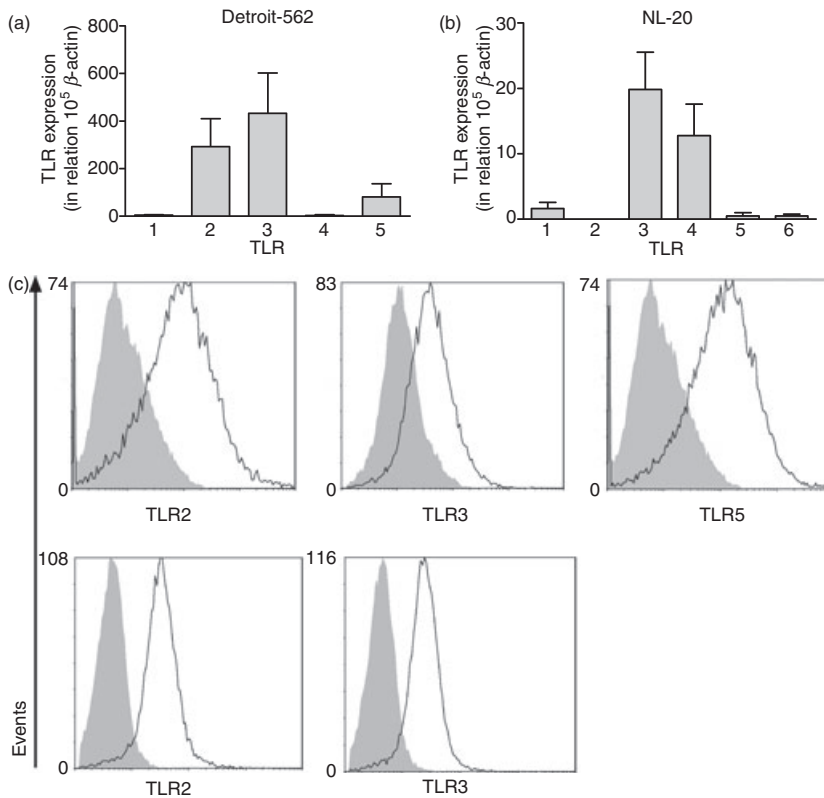 (a)
Detroit-562
TLR expression
(in relation 10⁵ β-actin)
800
600
400
200
0
1 2 3 4 5
TLR
(b)
NL-20
TLR expression
(in relation 10⁵ β-actin)
30
20
10
0
1 2 3 4 5 6
TLR
(c)
Events
74
0
TLR2
83
0
TLR3
74
0
TLR5
108
0
TLR2
116
0
TLR3